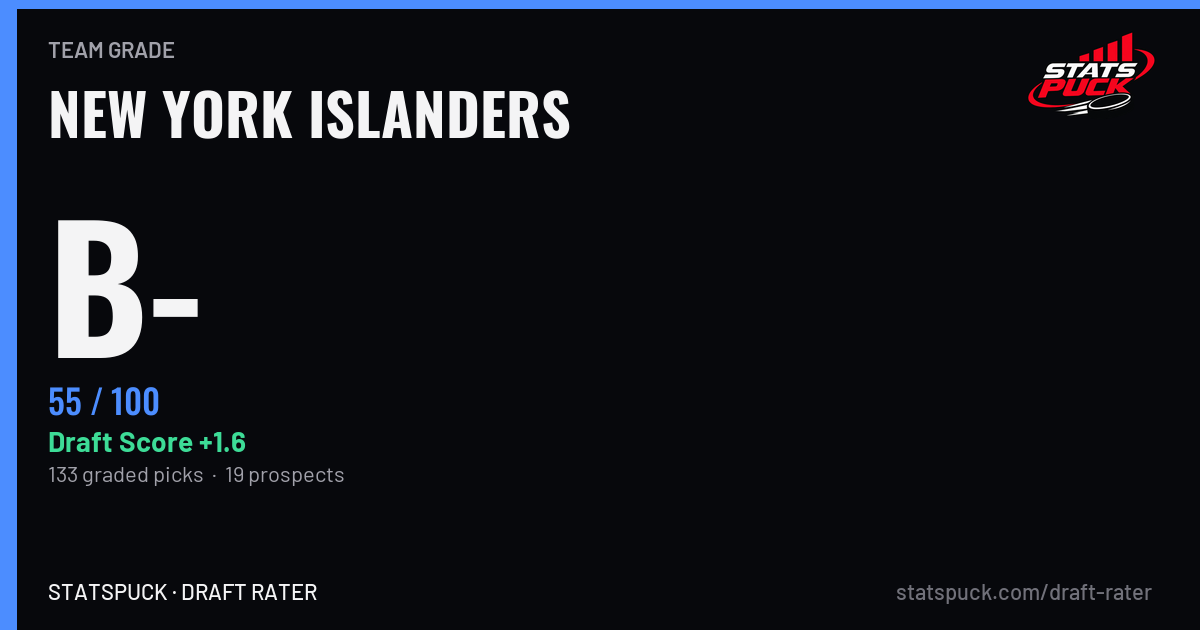 TEAM GRADE
STATS
PUCK
NEW YORK ISLANDERS
B-
55 / 100
Draft Score +1.6
133 graded picks · 19 prospects
STATSPUCK · DRAFT RATER
statspuck.com/draft-rater